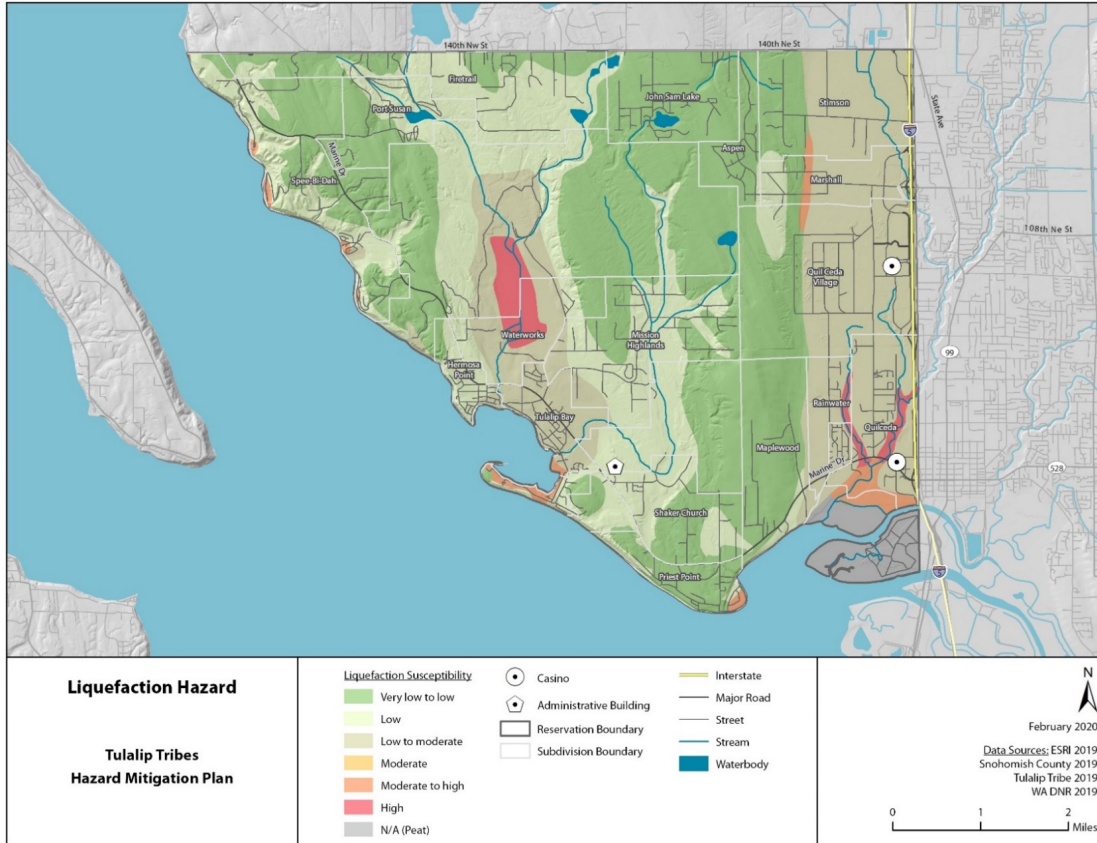 140th Nw St
140th Ne St
Firetrail
Port Susan
John Sam Lake
Stimson
State Ave
5
Marine Dr
Aspen
Spee-Bi-Dah
Marshall
108th Ne St
Quil Ceda
Village
Waterworks
Mission
Highlands
99
Hermosa
Point
Rainwater
Tulalip Bay
Quilceda
Maplewood
Marine Dr
528
Shaker Church
Priest Point
5
Liquefaction Hazard
Tulalip Tribes
Hazard Mitigation Plan
Liquefaction Susceptibility
Very low to low
Low
Low to moderate
Moderate
Moderate to high
High
N/A (Peat)
Casino
Administrative Building
Reservation Boundary
Subdivision Boundary
Interstate
Major Road
Street
Stream
Waterbody
N
February 2020
Data Sources: ESRI 2019
Snohomish County 2019
Tulalip Tribe 2019
WA DNR 2019
0 1 2
Miles